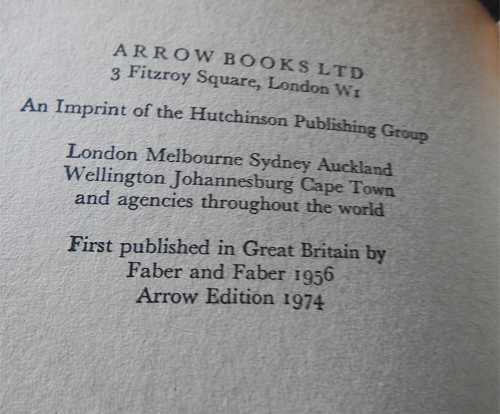 ARROW BOOKS LTD
3 Fitzroy Square, London W1
An Imprint of the Hutchinson Publishing Group
London Melbourne Sydney Auckland
Wellington Johannesburg Cape Town
and agencies throughout the world
First published in Great Britain by
Faber and Faber 1956
Arrow Edition 1974